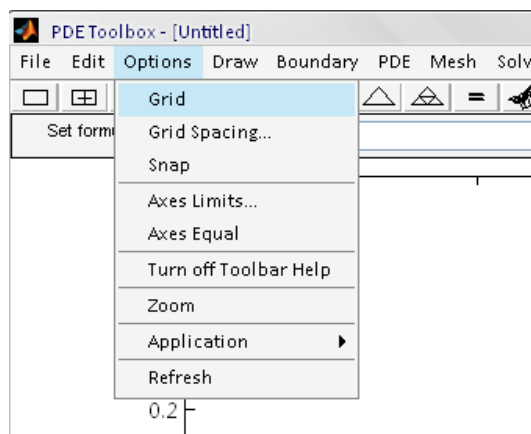 PDE Toolbox - [Untitled]
File Edit Options Draw Boundary PDE Mesh Solv
Set formu
Grid
Grid Spacing...
Snap
Axes Limits...
Axes Equal
Turn off Toolbar Help
Zoom
Application
Refresh
0.2